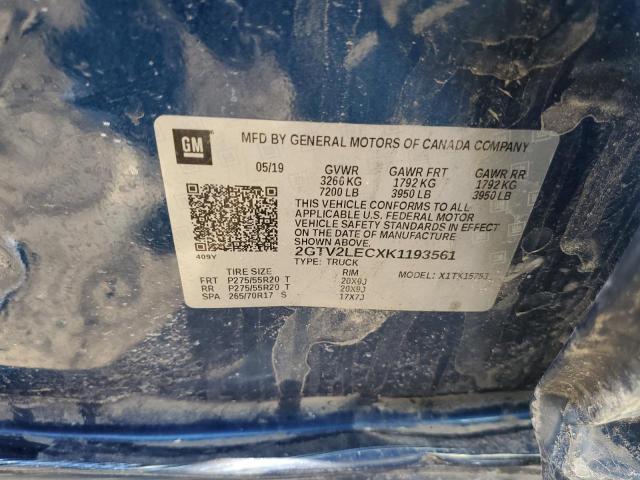 GM
MFD BY GENERAL MOTORS OF CANADA COMPANY
05/19 GVWR GAWR FRT GAWR RR
3266 KG 1792 KG 1792 KG
7200 LB 3950 LB 3950 LB
THIS VEHICLE CONFORMS TO ALL
APPLICABLE U.S. FEDERAL MOTOR
VEHICLE SAFETY STANDARDS IN EFFECT
ON THE DATE OF MANUFACTURE SHOWN ABOVE.
409Y 2GTV2LECXK1193561
TYPE: TRUCK MODEL:
TIRE SIZE RIM
FRT P275/55R20 T 20X9J
RR P275/55R20 T 20X9J
SPA 265/70R17 S 17X7J